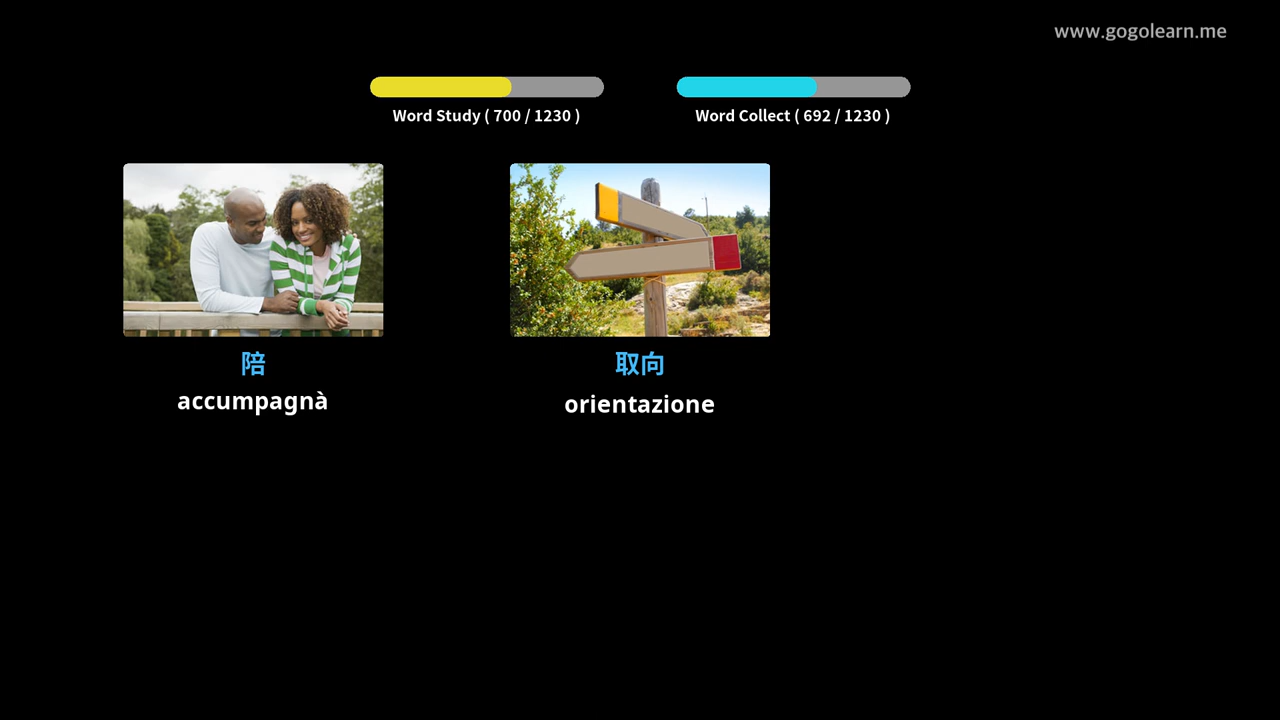 www.gogolearn.me
Word Study ( 700 / 1230 )
Word Collect ( 692 / 1230 )
陪
accumpagnà
取向
orientazione